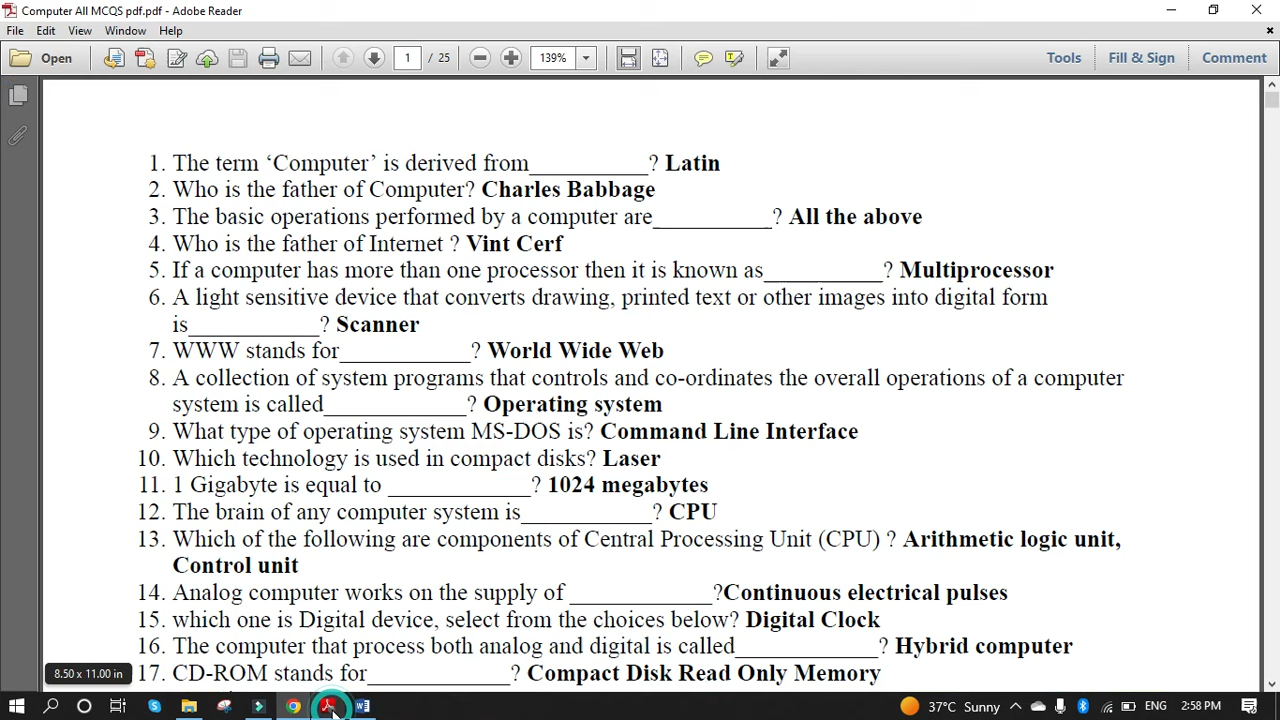 Computer All MCQS pdf.pdf - Adobe Reader
File Edit View Window Help
Open 1 / 25 139% Tools Fill & Sign Comment
1. The term ‘Computer’ is derived from__________? Latin
2. Who is the father of Computer? Charles Babbage
3. The basic operations performed by a computer are__________? All the above
4. Who is the father of Internet ? Vint Cerf
5. If a computer has more than one processor then it is known as__________? Multiprocessor
6. A light sensitive device that converts drawing, printed text or other images into digital form
is___________? Scanner
7. WWW stands for___________? World Wide Web
8. A collection of system programs that controls and co-ordinates the overall operations of a computer
system is called____________? Operating system
9. What type of operating system MS-DOS is? Command Line Interface
10. Which technology is used in compact disks? Laser
11. 1 Gigabyte is equal to ____________? 1024 megabytes
12. The brain of any computer system is___________? CPU
13. Which of the following are components of Central Processing Unit (CPU) ? Arithmetic logic unit,
Control unit
14. Analog computer works on the supply of ____________?Continuous electrical pulses
15. which one is Digital device, select from the choices below? Digital Clock
16. The computer that process both analog and digital is called____________? Hybrid computer
17. CD-ROM stands for____________? Compact Disk Read Only Memory
8.50 x 11.00 in
37°C Sunny ENG 2:58 PM